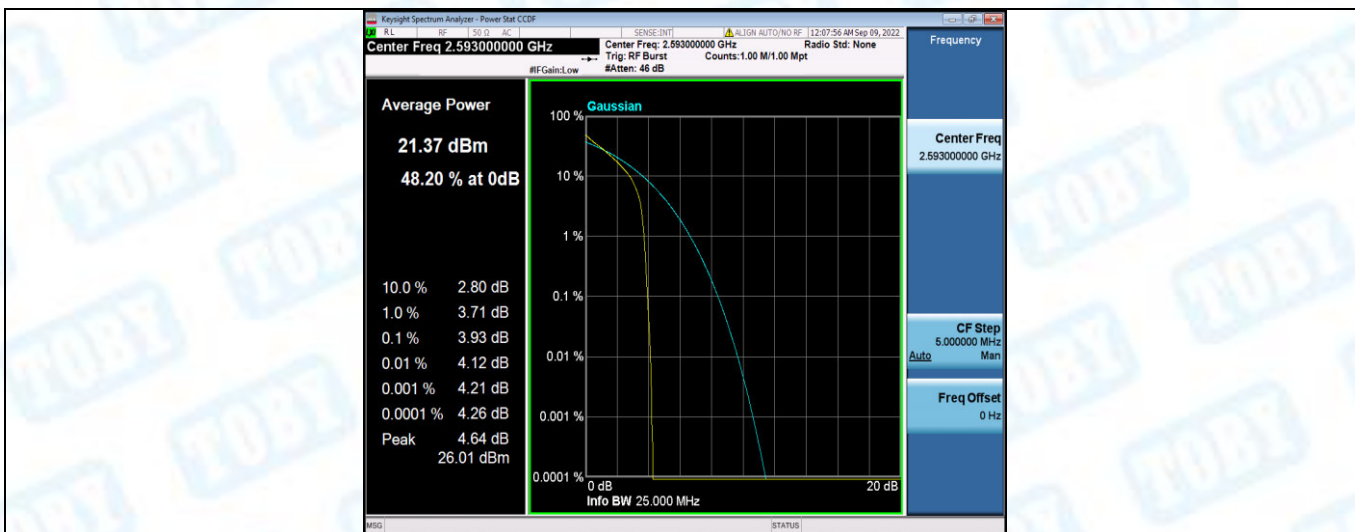 Keysight Spectrum Analyzer - Power Stat CCDF
RL RF 50 Ω AC SENSE:INT ALIGN AUTO/NO RF 12:07:56 AM Sep 09, 2022
Center Freq 2.593000000 GHz
Center Freq: 2.593000000 GHz Radio Std: None
Trig: RF Burst Counts:1.00 M/1.00 Mpt
#IFGain:Low #Atten: 46 dB
Frequency
Average Power
21.37 dBm
48.20 % at 0dB
10.0 % 2.80 dB
1.0 % 3.71 dB
0.1 % 3.93 dB
0.01 % 4.12 dB
0.001 % 4.21 dB
0.0001 % 4.26 dB
Peak 4.64 dB
26.01 dBm
Gaussian
100 %
10 %
1 %
0.1 %
0.01 %
0.001 %
0.0001 %
0 dB 20 dB
Info BW 25.000 MHz
Center Freq
2.593000000 GHz
CF Step
5.000000 MHz
Auto Man
Freq Offset
0 Hz
MSG STATUS
TOBY